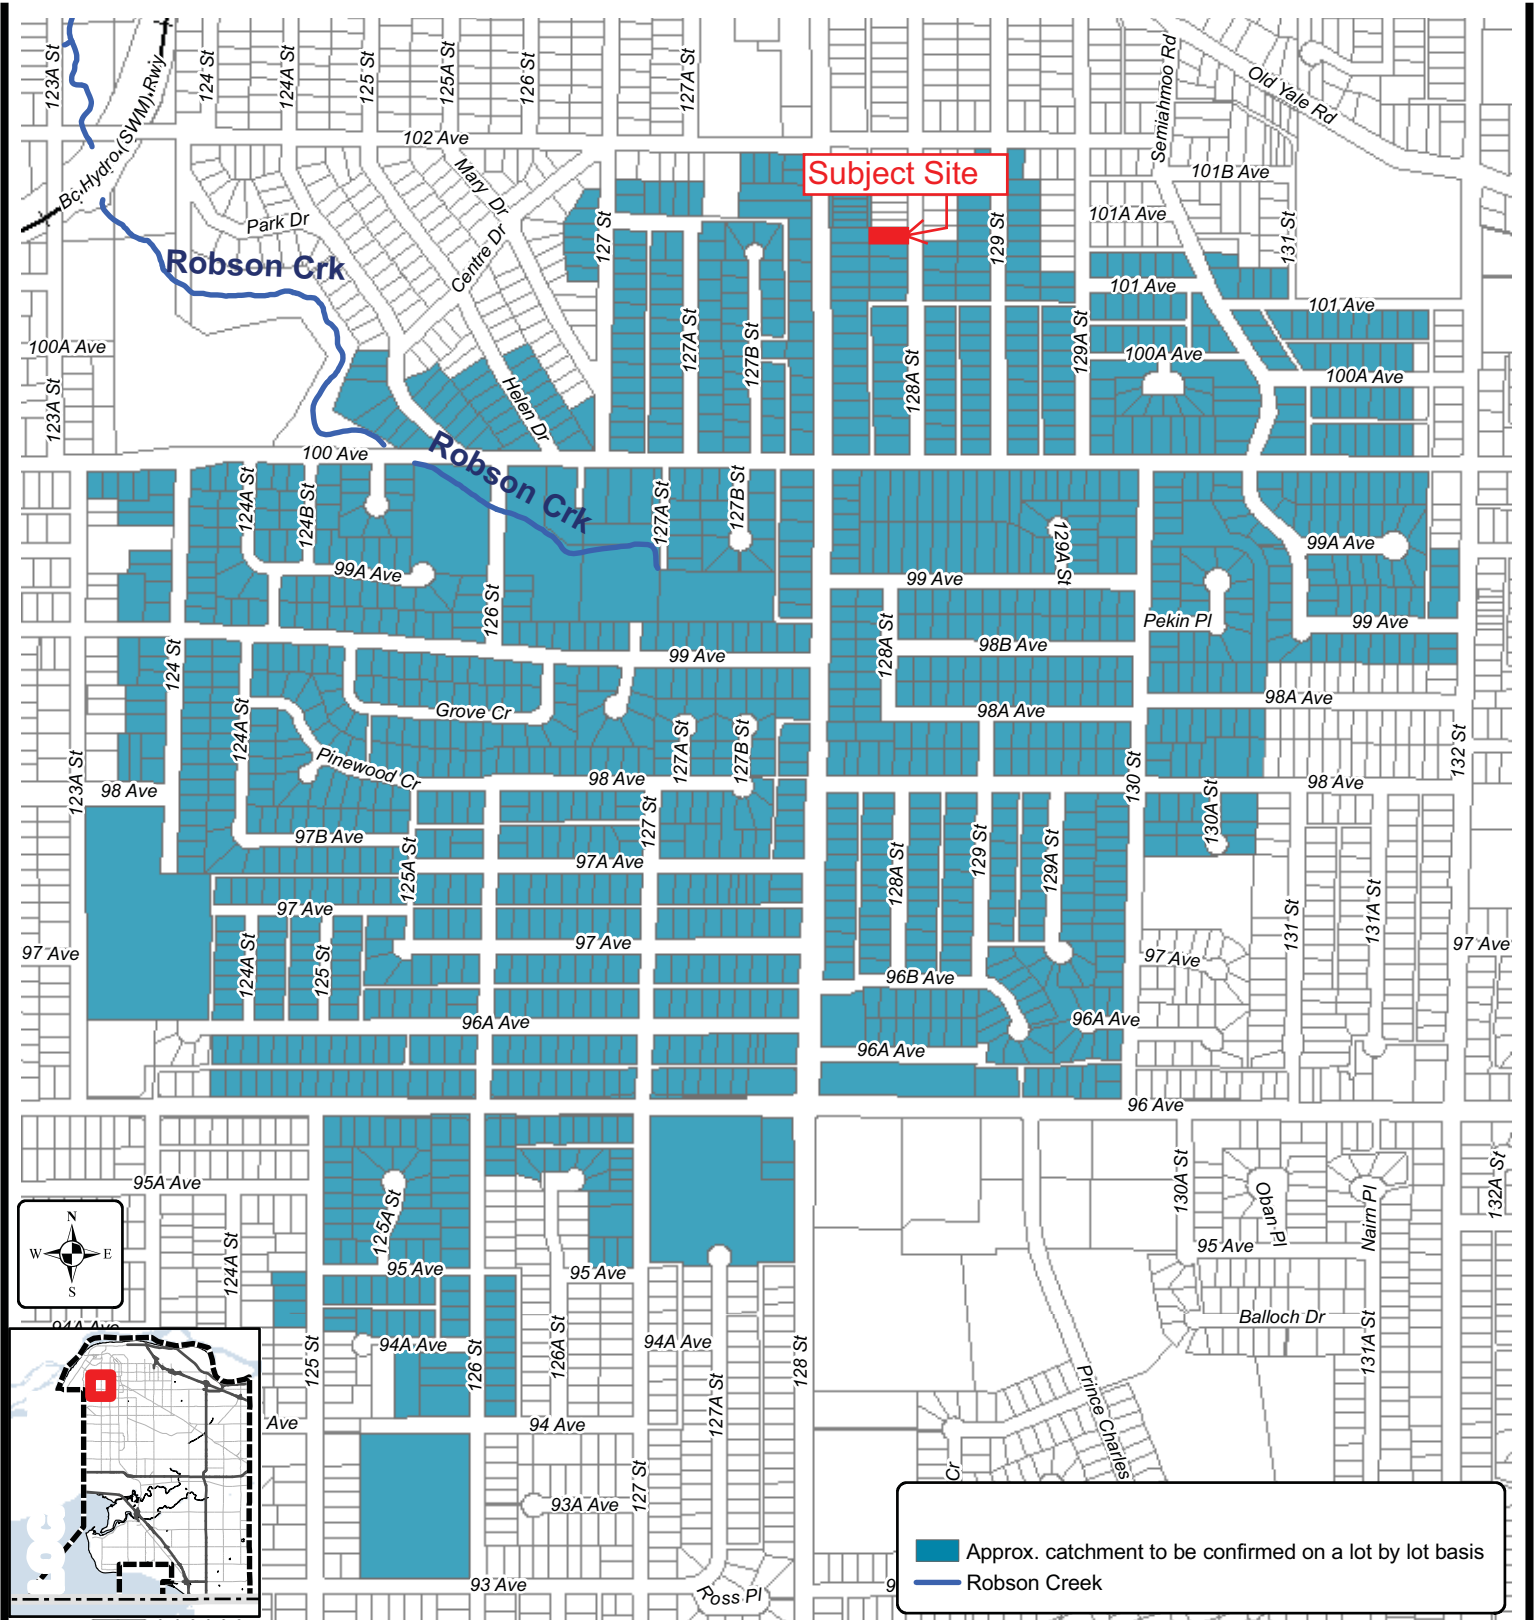 123A St
124 St
124A St
125 St
125A St
126 St
127A St
Semiahmoo Rd
Old Yale Rd
Bc Hydro (SWM) Rwy
102 Ave
Mary Dr
101B Ave
Subject Site
Park Dr
Centre Dr
127 St
129 St
101A Ave
131 St
Robson Crk
101 Ave
101 Ave
100A Ave
127A St
127B St
128A St
129A St
100A Ave
100A Ave
123A St
Helen Dr
100 Ave
Robson Crk
124A St
124B St
127A St
127B St
129A St
99A Ave
99A Ave
99 Ave
126 St
Pekin Pl
99 Ave
128A St
98B Ave
99 Ave
124 St
98A Ave
Grove Cr
98A Ave
124A St
127A St
127B St
132 St
123A St
Pinewood Cr
98 Ave
130 St
98 Ave
98 Ave
130A St
127 St
97B Ave
129 St
129A St
97A Ave
125A St
128A St
97 Ave
131 St
131A St
97 Ave
97 Ave
97 Ave
97 Ave
124A St
125 St
96B Ave
96A Ave
96A Ave
96A Ave
96 Ave
95A Ave
130A St
132A St
125A St
Oban Pl
Nairn Pl
N
W
E
S
124A St
95 Ave
95 Ave
95 Ave
94A Ave
Balloch Dr
125 St
94A Ave
126 St
126A St
94A Ave
128 St
131A St
127A St
Prince Charles
Ave
94 Ave
127 St
Cr
93A Ave
Approx. catchment to be confirmed on a lot by lot basis
Robson Creek
93 Ave
Ross Pl
9